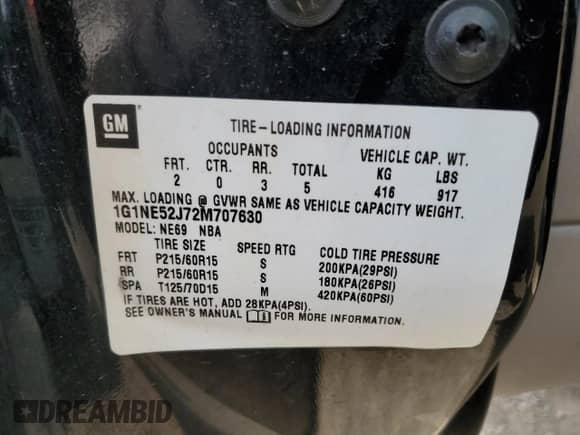 GM
TIRE-LOADING INFORMATION
OCCUPANTS VEHICLE CAP. WT.
FRT. CTR. RR. TOTAL KG LBS
2 0 3 5 416 917
MAX. LOADING @ GVWR SAME AS VEHICLE CAPACITY WEIGHT.
1G1NE52J72M707630
MODEL: NE69 NBA
TIRE SIZE SPEED RTG COLD TIRE PRESSURE
FRT P215/60R15 S 200KPA(29PSI)
RR P215/60R15 S 180KPA(26PSI)
SPA T125/70D15 M 420KPA(60PSI)
IF TIRES ARE HOT, ADD 28KPA(4PSI).
SEE OWNER'S MANUAL FOR MORE INFORMATION.
DREAMBID